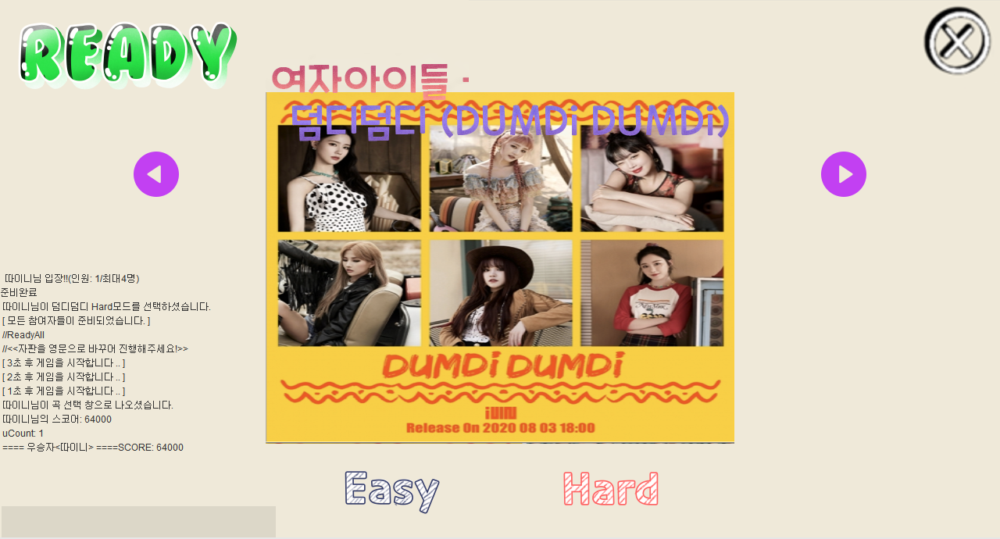 READY
여자아이들 -
덤디덤디 (DUMDi DUMDi)
따이니님 입장!!(인원: 1/최대4명)
준비완료
따이니님이 덤디덤디 Hard모드를 선택하셨습니다.
[ 모든 참여자들이 준비되었습니다. ]
//ReadyAll
//<<자판을 영문으로 바꾸어 진행해주세요!>>
[ 3초 후 게임을 시작합니다 .. ]
[ 2초 후 게임을 시작합니다 .. ]
[ 1초 후 게임을 시작합니다 .. ]
따이니님이 곡 선택 창으로 나오셨습니다.
따이니님의 스코어: 64000
uCount: 1
==== 우승자<따이니> ====SCORE: 64000
DUMDi DUMDi
Release On 2020 08 03 18:00
Easy
Hard